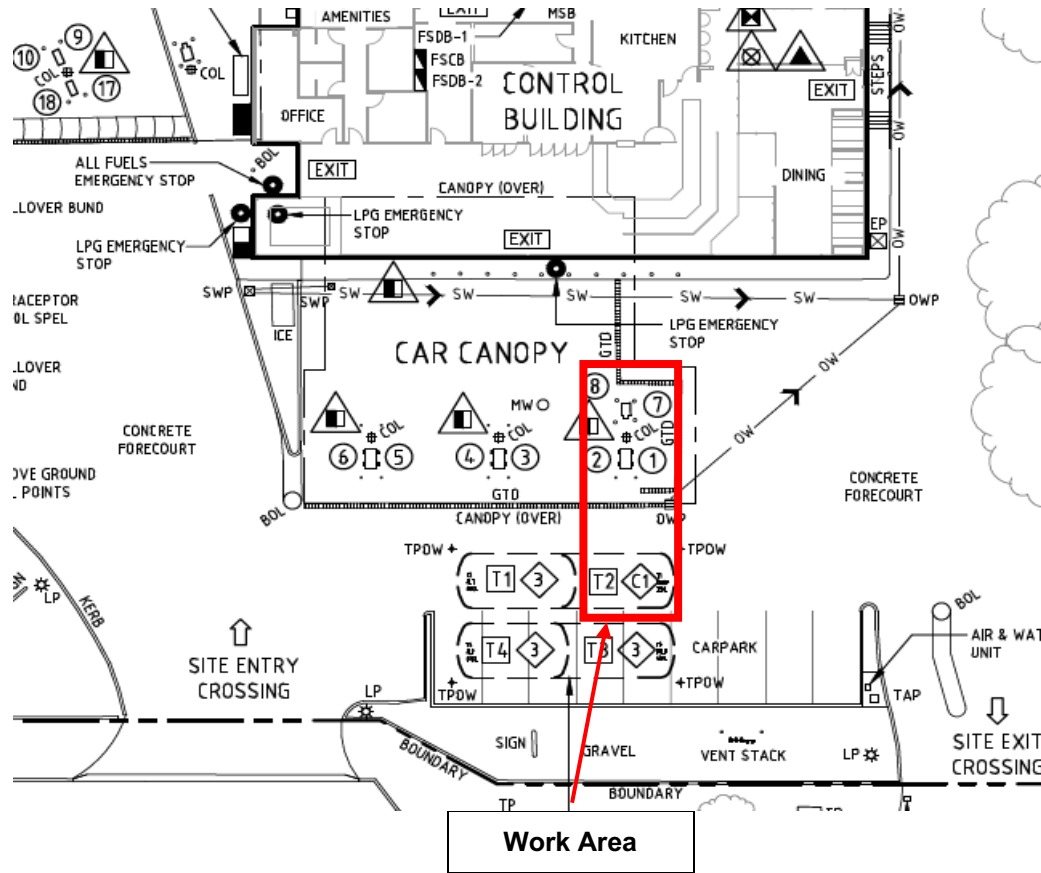 AMENITIES
EXIT
MSB
FSDB-1
FSCB
FSDB-2
KITCHEN
CONTROL
BUILDING
EXIT
STEPS
OW
OW
OW
OW
10
9
COL
18
17
COL
OFFICE
ALL FUELS
EMERGENCY STOP
BOL
EXIT
CANOPY (OVER)
DINING
LLOVER BUND
LPG EMERGENCY
STOP
LPG EMERGENCY
STOP
EXIT
EP
SWP
SWP
SW
SW
SW
SW
SW
OWP
RACEPTOR
OL SPEL
ICE
LPG EMERGENCY
STOP
GTD
CAR CANOPY
OW
LLOVER
ND
8
7
MW
GTD
COL
COL
COL
OW
6
5
4
3
2
1
CONCRETE
FORECOURT
CONCRETE
FORECOURT
OVE GROUND
POINTS
GTD
BOL
CANOPY (OVER)
OWP
TPOW
TPOW
T1
3
T2
C1
LP
KERB
BOL
T4
3
T3
3
CARPARK
AIR & WAT
UNIT
SITE ENTRY
CROSSING
LP
TPOW
TPOW
TAP
SITE EXIT
CROSSING
SIGN
GRAVEL
VENT STACK
LP
BOUNDARY
BOUNDARY
TP
Work Area